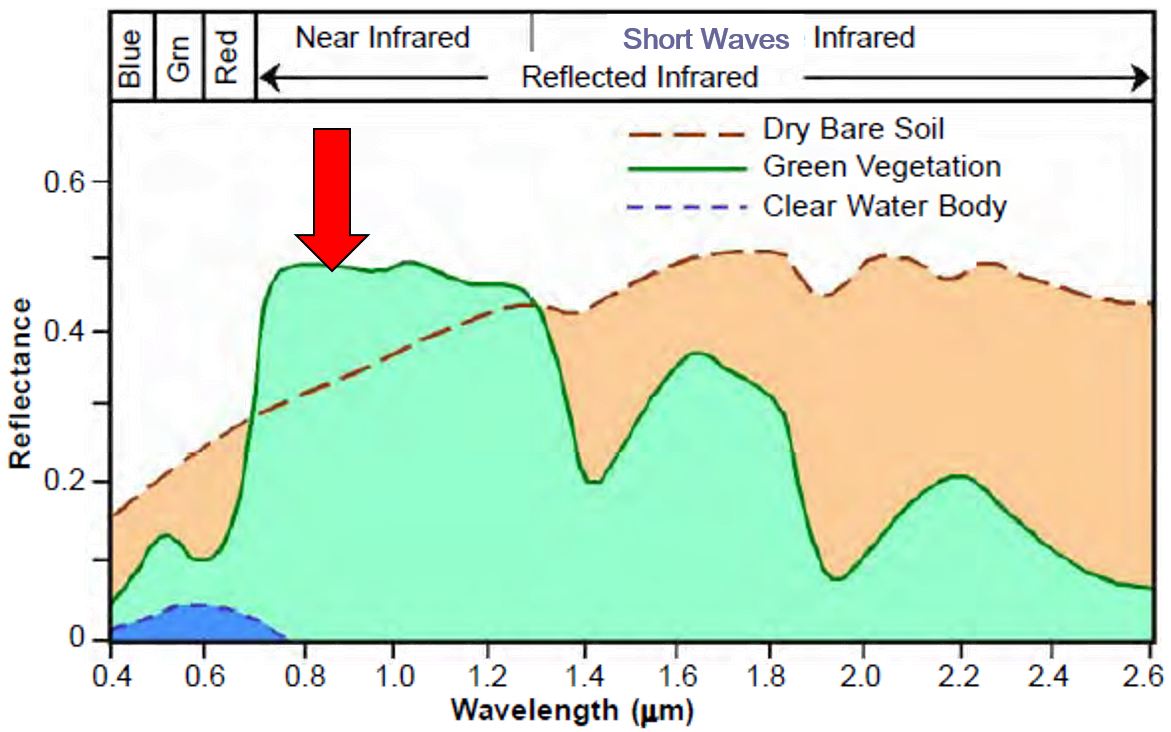 Blue
Grn
Red
Near Infrared
Short Waves Infrared
Reflected Infrared
Dry Bare Soil
Green Vegetation
Clear Water Body
Reflectance
0.6
0.4
0.2
0
0.4 0.6 0.8 1.0 1.2 1.4 1.6 1.8 2.0 2.2 2.4 2.6
Wavelength (μm)